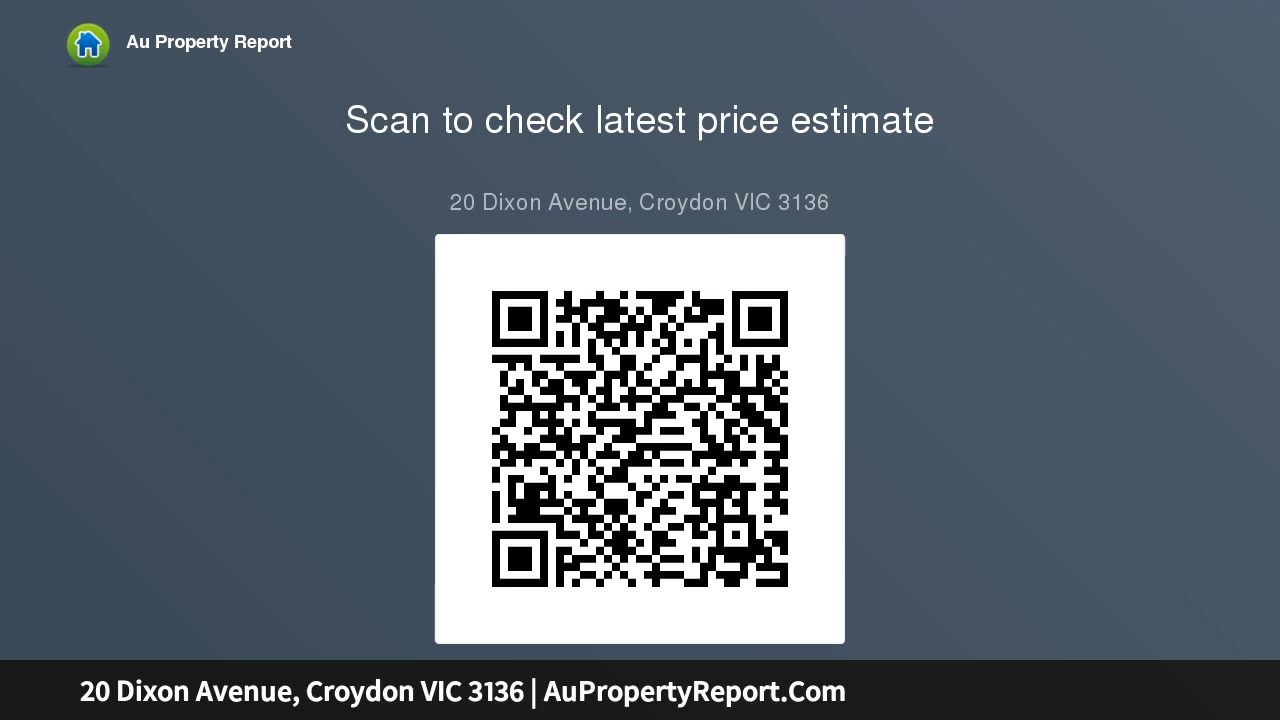 Au Property Report
Scan to check latest price estimate
20 Dixon Avenue, Croydon VIC 3136
20 Dixon Avenue, Croydon VIC 3136 | AuPropertyReport.Com